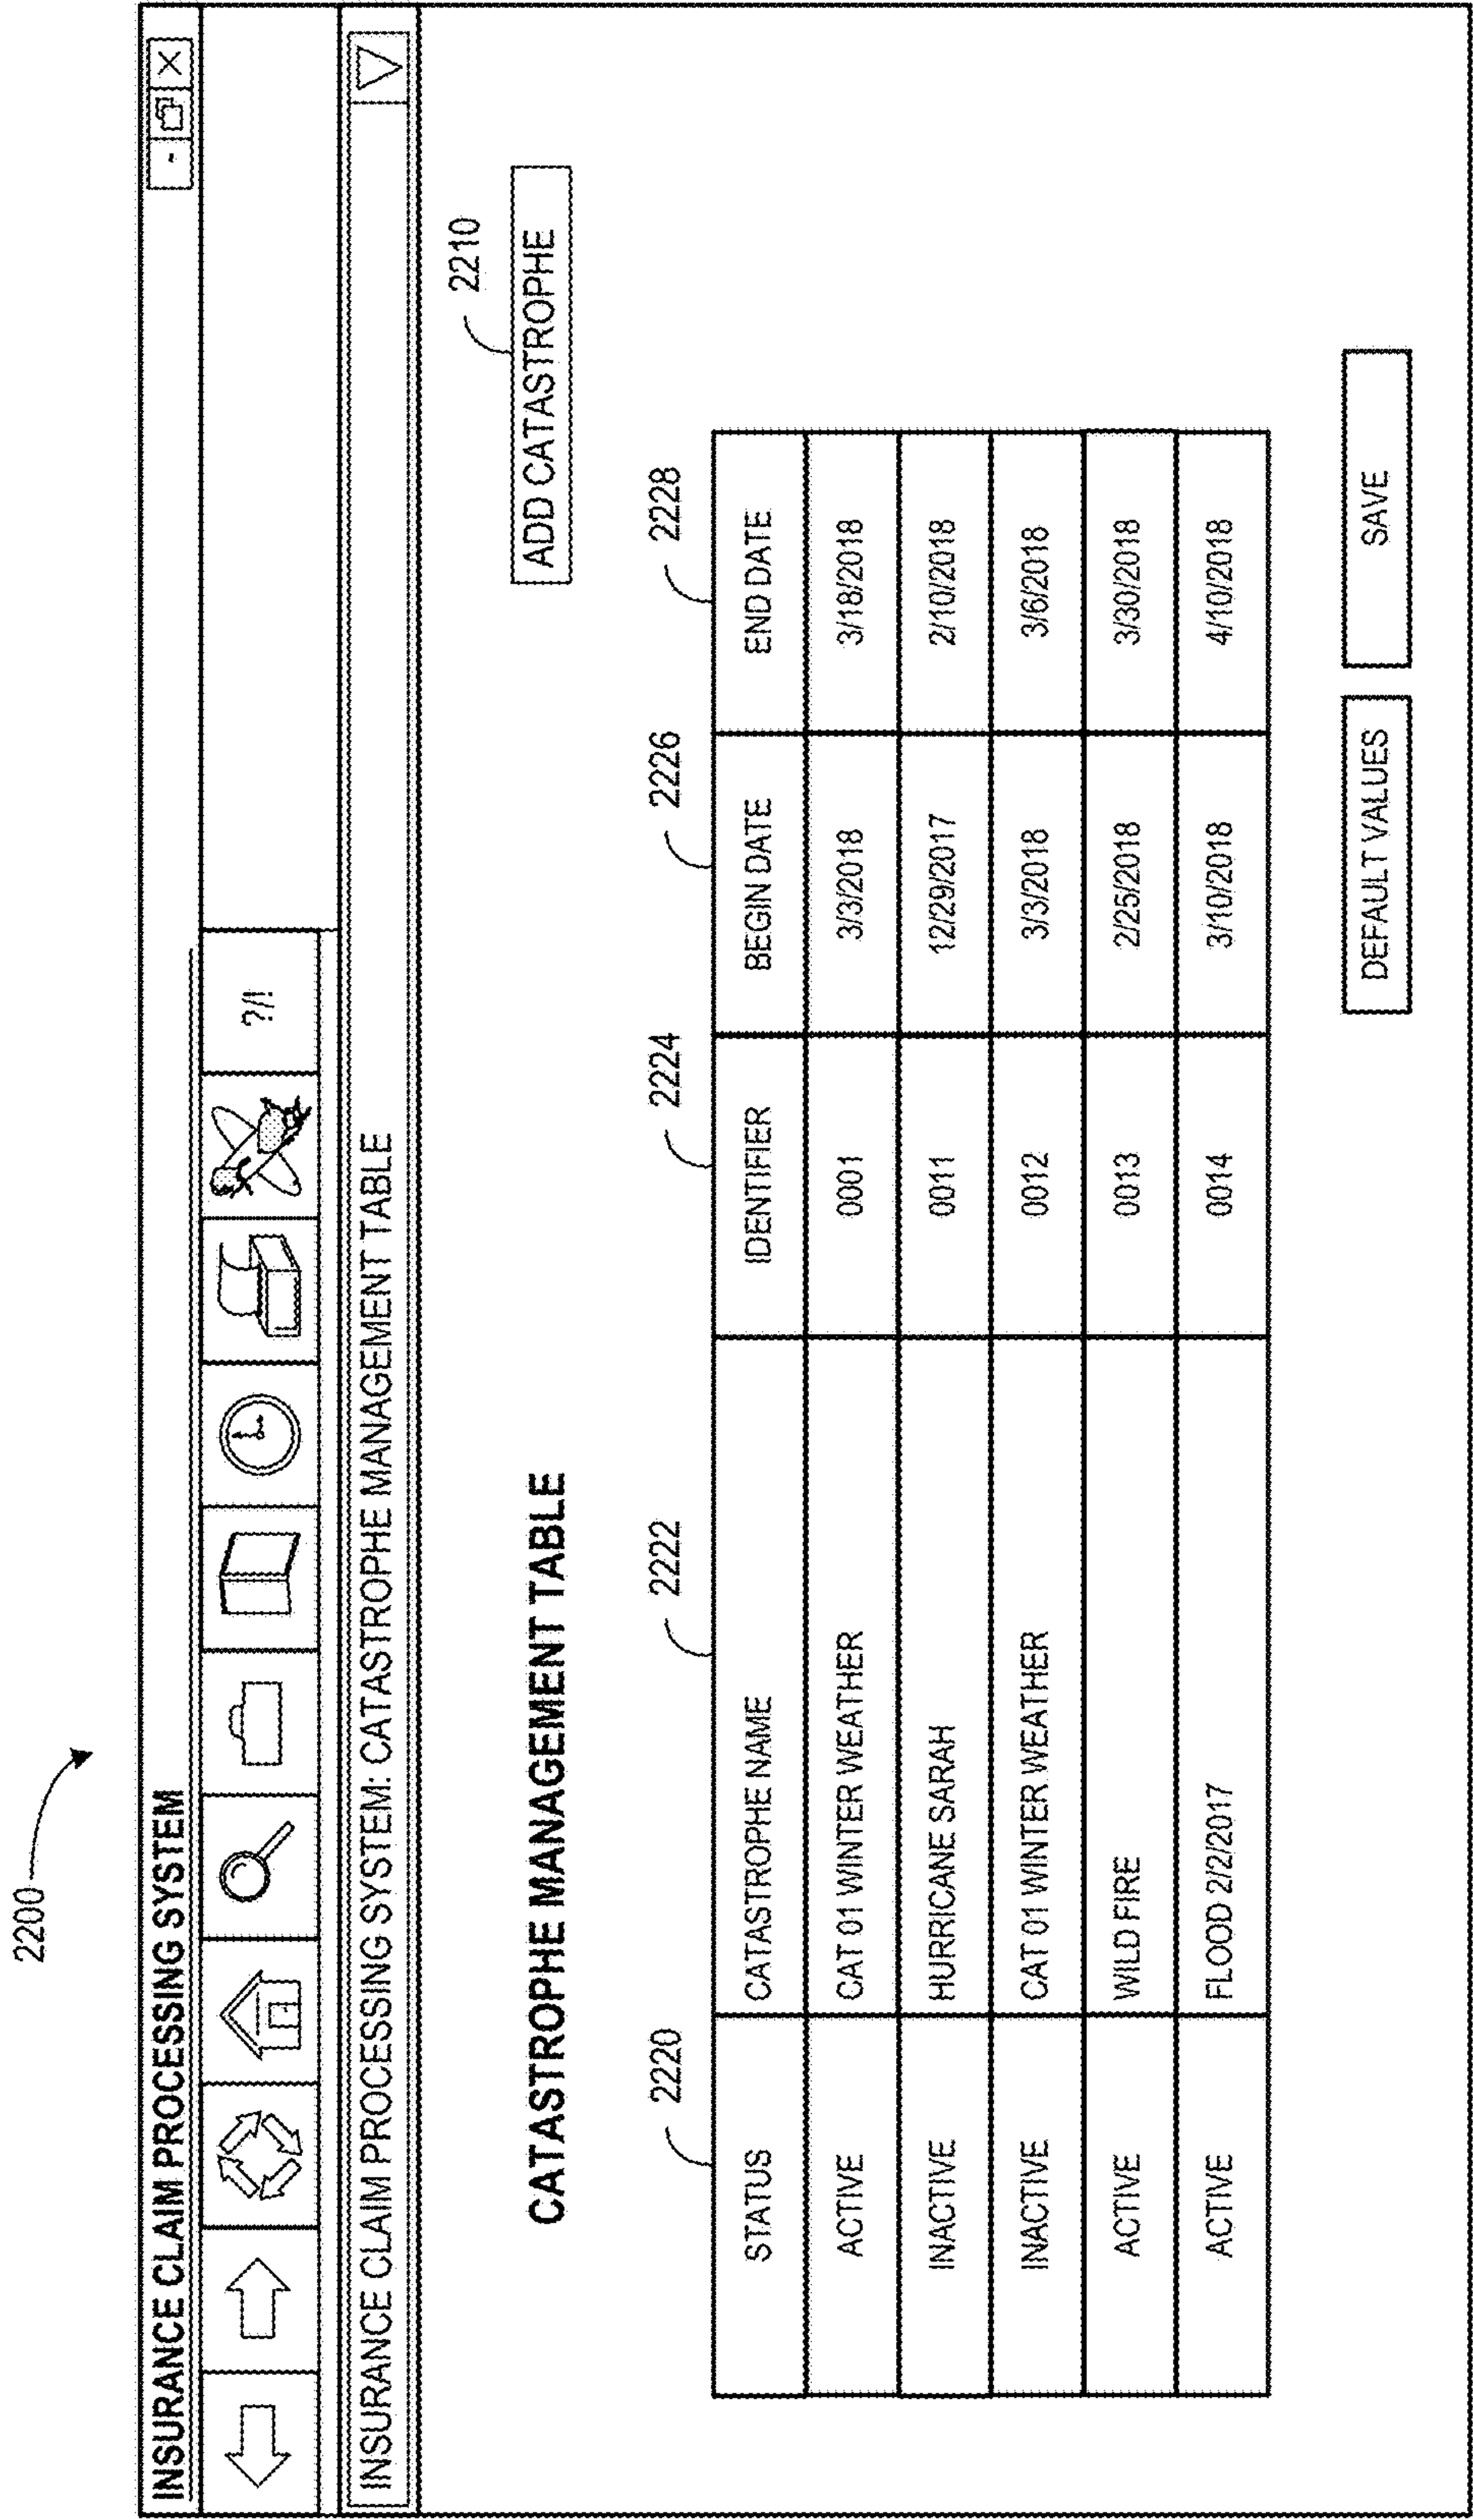 2200
INSURANCE CLAIM PROCESSING SYSTEM
- X
?/!
INSURANCE CLAIM PROCESSING SYSTEM: CATASTROPHE MANAGEMENT TABLE
2210
CATASTROPHE MANAGEMENT TABLE ADD CATASTROPHE
2220 2222 2224 2226 2228
STATUS CATASTROPHE NAME IDENTIFIER BEGIN DATE END DATE
ACTIVE CAT 01 WINTER WEATHER 0001 3/3/2018 3/18/2018
INACTIVE HURRICANE SARAH 0011 12/29/2017 2/10/2018
INACTIVE CAT 01 WINTER WEATHER 0012 3/3/2018 3/6/2018
ACTIVE WILD FIRE 0013 2/25/2018 3/30/2018
ACTIVE FLOOD 2/2/2017 0014 3/10/2018 4/10/2018
DEFAULT VALUES SAVE